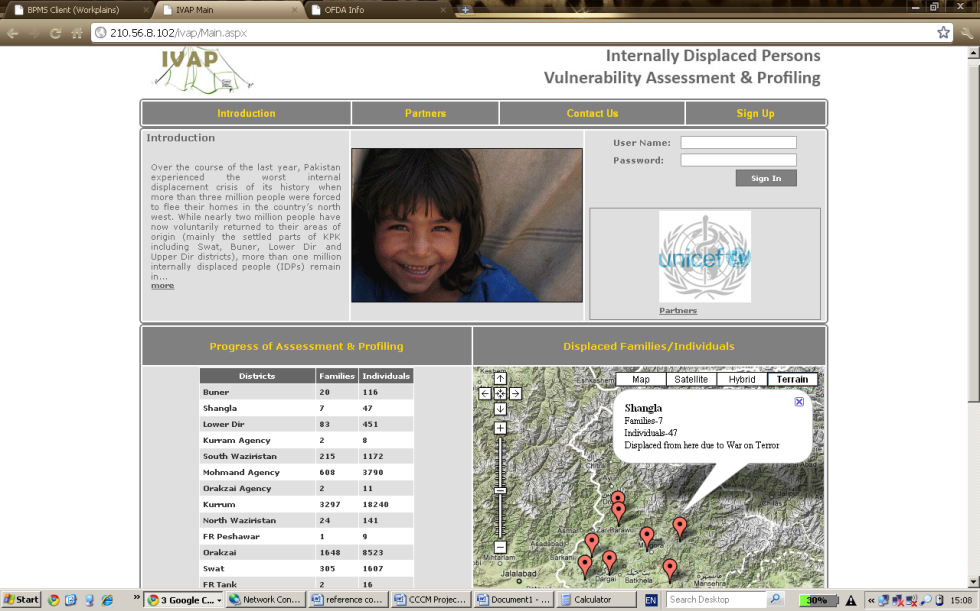 BPMS Client (Workplains)
IVAP Main
OFDA Info
210.56.8.102/Ivap/Main.aspx
IVAP
Internally Displaced Persons
Vulnerability Assessment & Profiling
Introduction Partners Contact Us Sign Up
Introduction
Over the course of the last year, Pakistan
experienced the worst internal
displacement crisis of its history when
more than three million people were forced
to flee their homes in the country's north
west. While nearly two million people have
now voluntarily returned to their areas of
origin (mainly the settled parts of KPK
including Swat, Buner, Lower Dir and
Upper Dir districts), more than one million
internally displaced people (IDPs) remain
in...
more
User Name:
Password:
Sign In
unicef
Partners
Progress of Assessment & Profiling
Districts Families Individuals
Buner 20 116
Shangla 7 47
Lower Dir 83 451
Kurram Agency 2 8
South Waziristan 215 1172
Mohmand Agency 608 3790
Orakzai Agency 2 11
Kurrum 3297 18240
North Waziristan 24 141
FR Peshawar 1 9
Orakzai 1648 8523
Swat 305 1607
FR Tank 2 16
Displaced Families/Individuals
Map Satellite Hybrid Terrain
Eshkashem
Shangla
Families-7
Individuals-47
Displaced from here due to War on Terror
Asadabad
Barkani
Mihtarlam
Jalalabad
Dargai
Batkhela
Mansehra
Start
3 Google C...
Network Con...
reference co...
CCCM Projec...
Document1 - ...
Calculator
EN
Search Desktop
30%
15:08